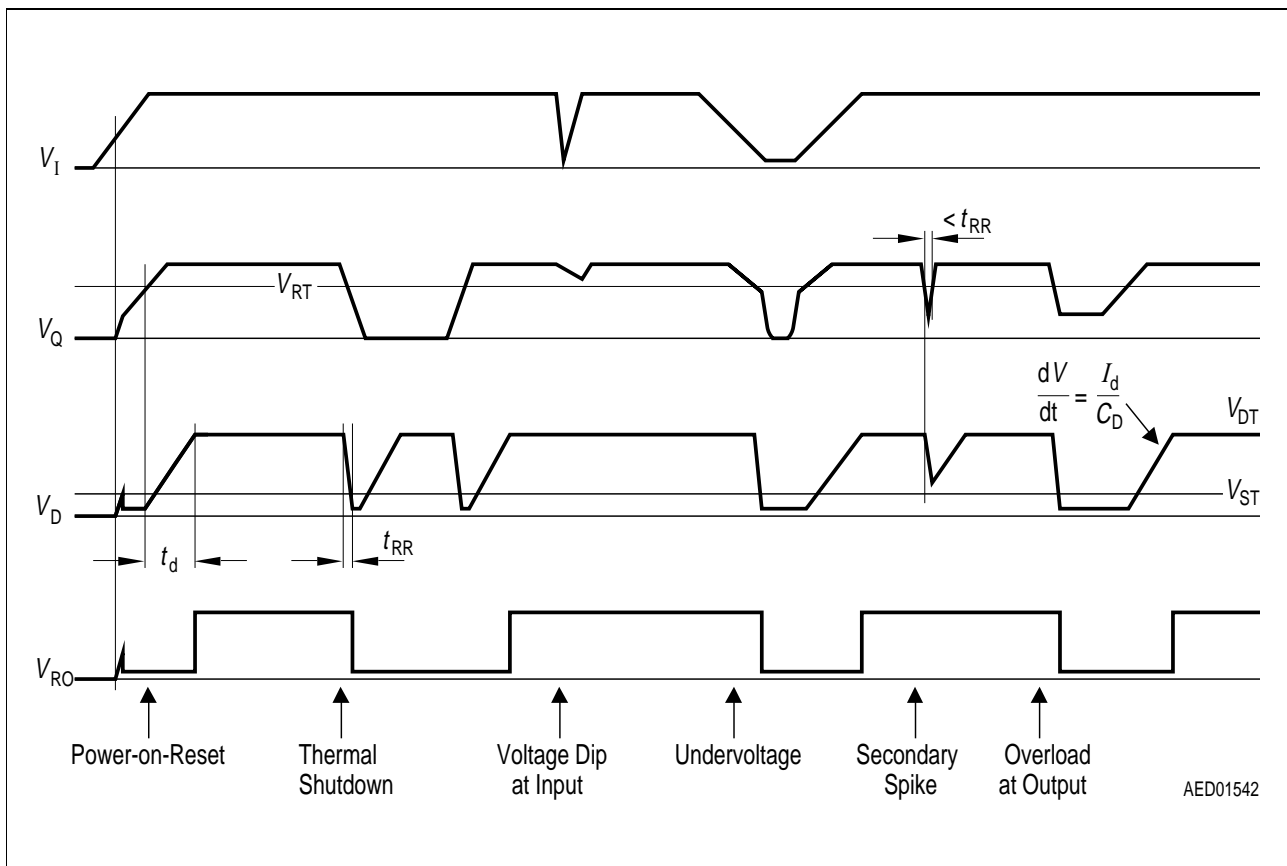 V_I
< t_RR
V_RT
V_Q
dV/dt = I_d/C_D
V_DT
V_ST
V_D
t_d
t_RR
V_RO
Power-on-Reset
Thermal
Shutdown
Voltage Dip
at Input
Undervoltage
Secondary
Spike
Overload
at Output
AED01542